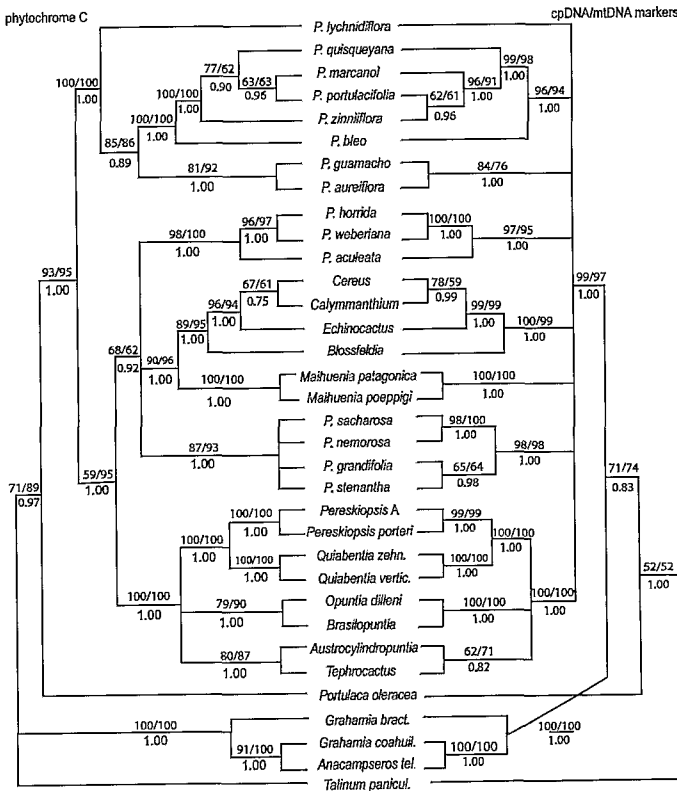 phytochrome C
cpDNA/mtDNA markers
P. lychnidiflora
P. quisqueyana
99/98
77/62
1.00
P. marcanoi
96/91
100/100
63/63
0.90
96/94
1.00
0.96
1.00
1.00
100/100
P. portulacifolia
62/61
1.00
0.96
P. zinniiflora
100/100
85/86
1.00
P. bleo
0.89
P. guamacho
81/92
84/76
1.00
1.00
P. aureiflora
P. horrida
96/97
100/100
98/100
P. weberiana
97/95
1.00
1.00
1.00
1.00
P. aculeata
93/95
99/97
1.00
1.00
67/61
Cereus
78/59
0.75
0.99
96/94
Calymmanthium
99/99
89/95
1.00
1.00
100/99
1.00
Echinocactus
1.00
68/62
90/96
Blossfeldia
0.92
1.00
100/100
Maihuenia patagonica
100/100
1.00
1.00
Maihuenia poeppigi
P. sacharosa
98/100
1.00
P. nemorosa
98/98
87/93
1.00
1.00
P. grandifolia
65/64
71/74
59/95
0.98
0.83
1.00
P. stenantha
71/89
0.97
Pereskiopsis A
99/99
100/100
1.00
1.00
Pereskiopsis porteri
100/100
100/100
1.00
1.00
Quiabentia zehn.
100/100
100/100
1.00
1.00
52/52
Quiabentia vertic.
1.00
100/100
100/100
1.00
1.00
Opuntia dilleni
79/90
100/100
1.00
1.00
Brasilopuntia
Austrocylindropuntia
80/87
62/71
1.00
0.82
Tephrocactus
Portulaca oleracea
Grahamia bract.
100/100
100/100
1.00
1.00
Grahamia coahuil.
91/100
100/100
1.00
1.00
Anacampseros tel.
Talinum panicul.